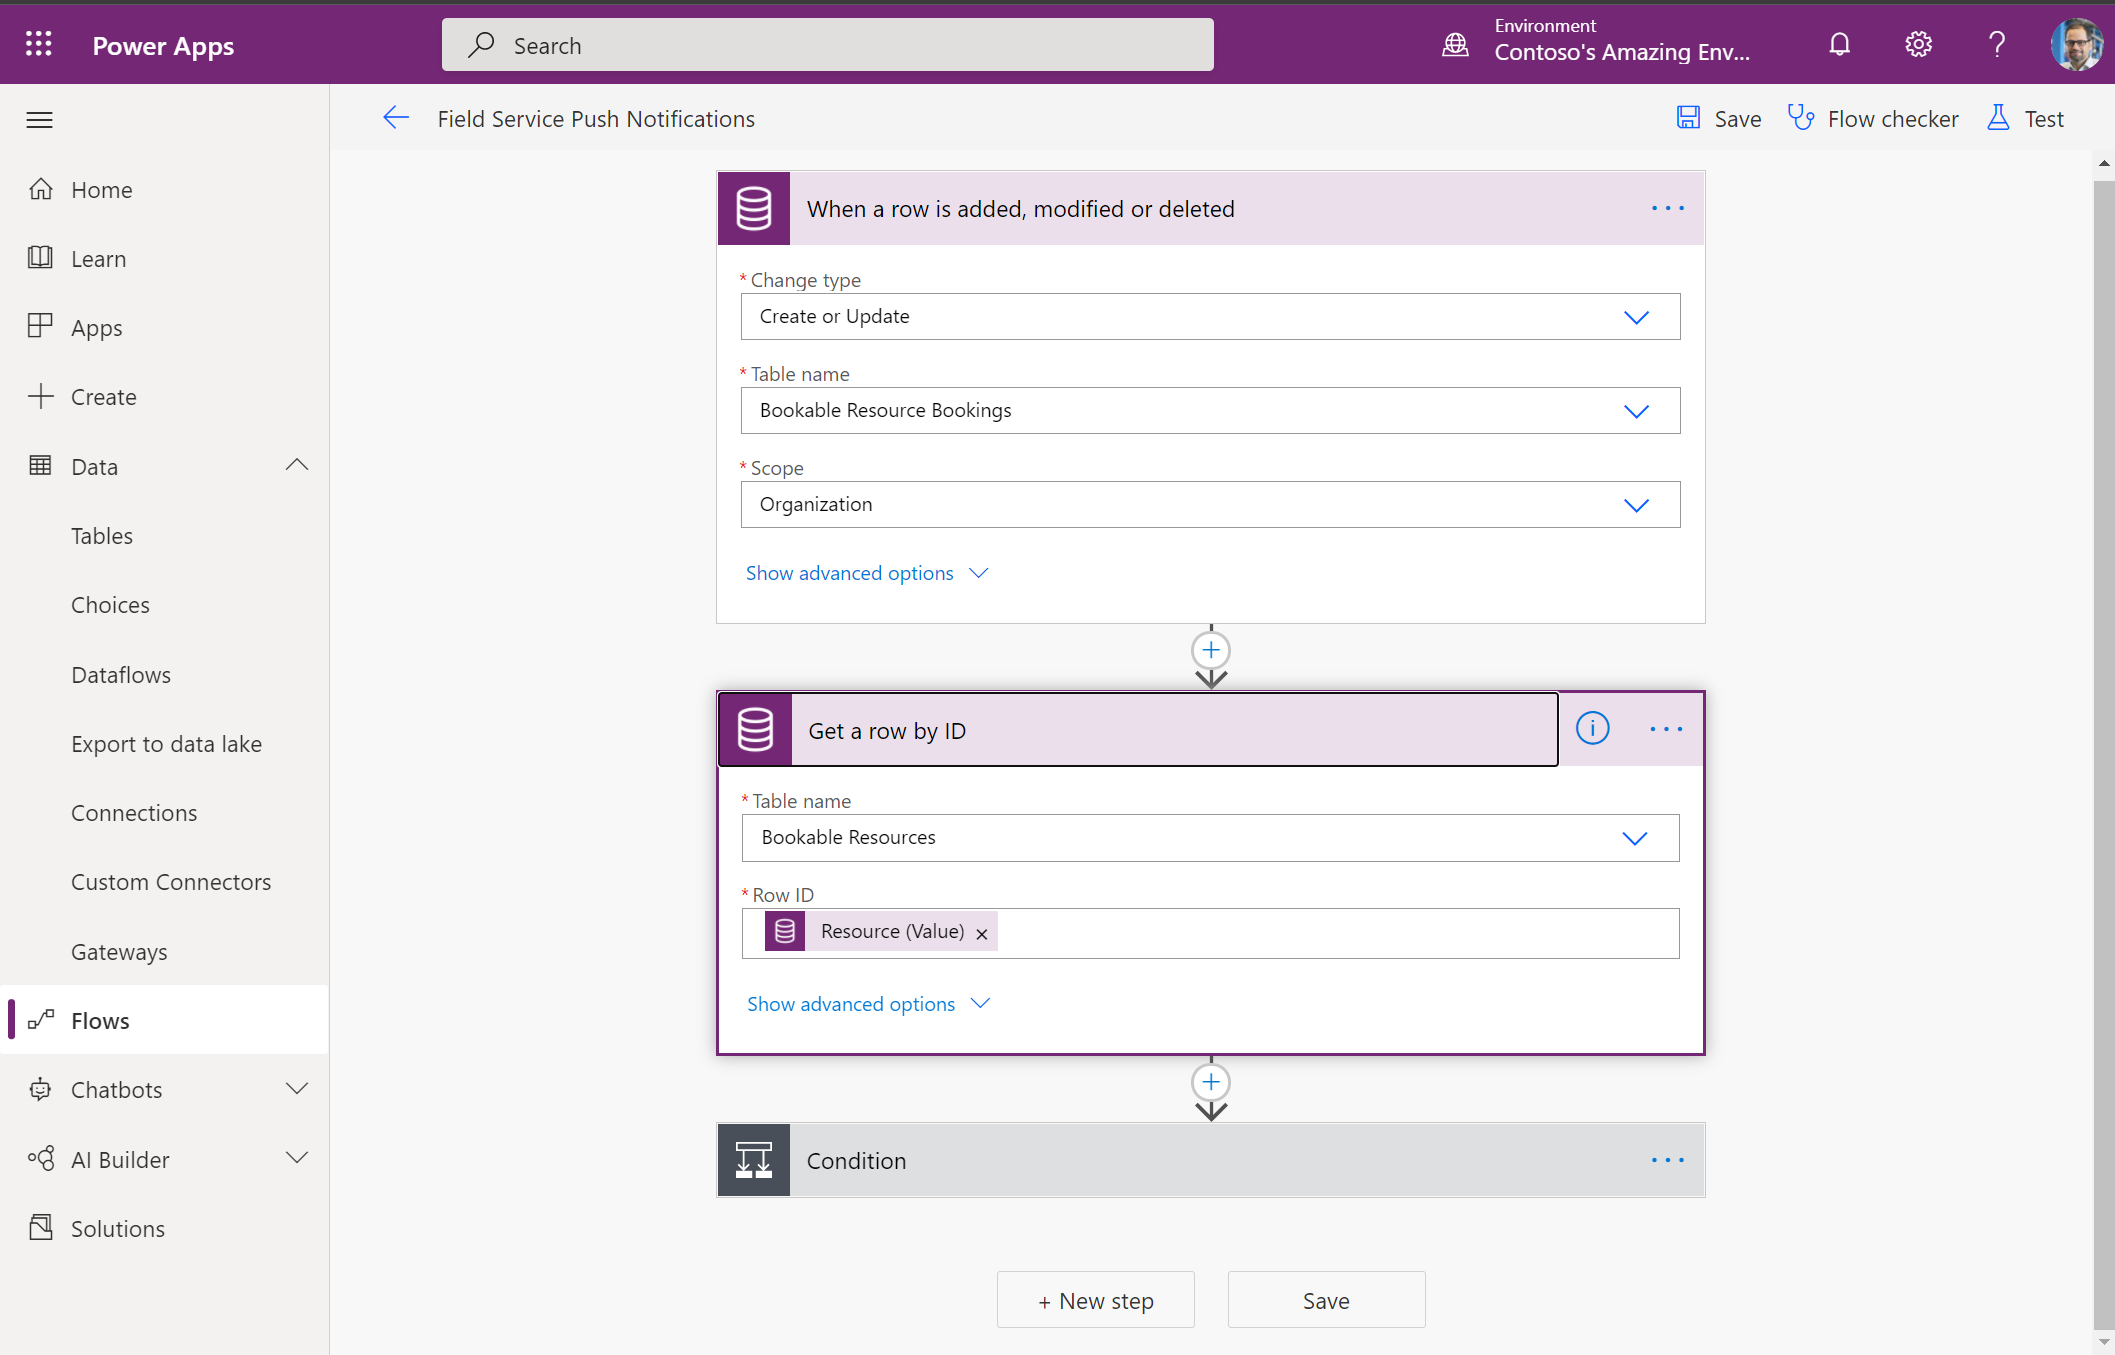 Power Apps
Search
Environment
Contoso's Amazing Env...
Field Service Push Notifications
Save
Flow checker
Test
Home
Learn
Apps
Create
Data
Tables
Choices
Dataflows
Export to data lake
Connections
Custom Connectors
Gateways
Flows
Chatbots
AI Builder
Solutions
When a row is added, modified or deleted
* Change type
Create or Update
* Table name
Bookable Resource Bookings
* Scope
Organization
Show advanced options
Get a row by ID
* Table name
Bookable Resources
* Row ID
Resource (Value) ×
Show advanced options
Condition
+ New step
Save